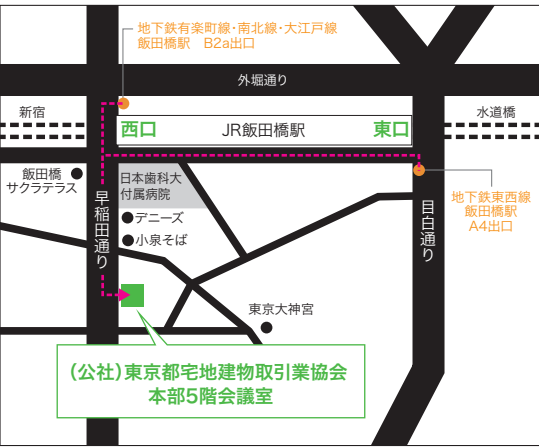 地下鉄有楽町線・南北線・大江戸線
飯田橋駅 B2a出口
外堀通り
新宿
水道橋
西口
JR飯田橋駅
東口
飯田橋
サクラテラス
日本歯科大
付属病院
早稲田通り
デニーズ
小泉そば
目白通り
地下鉄東西線
飯田橋駅
A4出口
東京大神宮
(公社)東京都宅地建物取引業協会
本部5階会議室